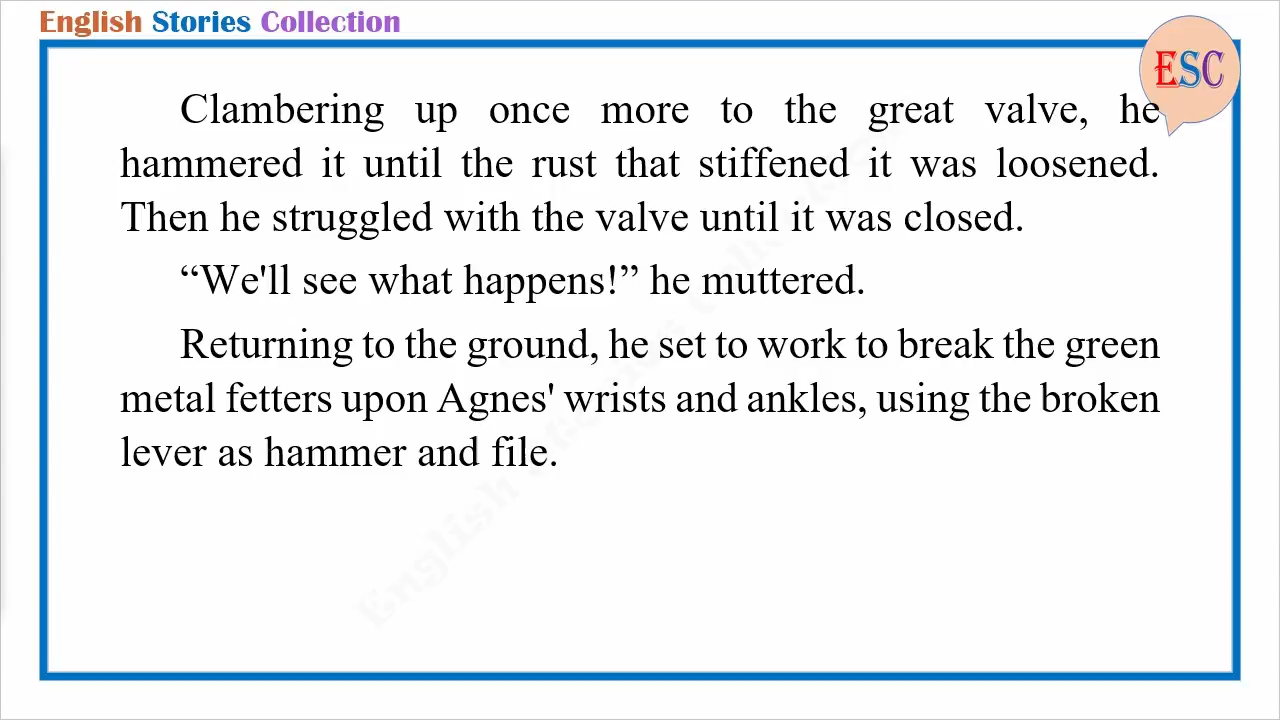 English Stories Collection
ESC
Clambering up once more to the great valve, he
hammered it until the rust that stiffened it was loosened.
Then he struggled with the valve until it was closed.
“We'll see what happens!” he muttered.
Returning to the ground, he set to work to break the green
metal fetters upon Agnes' wrists and ankles, using the broken
lever as hammer and file.
English Stories Collection